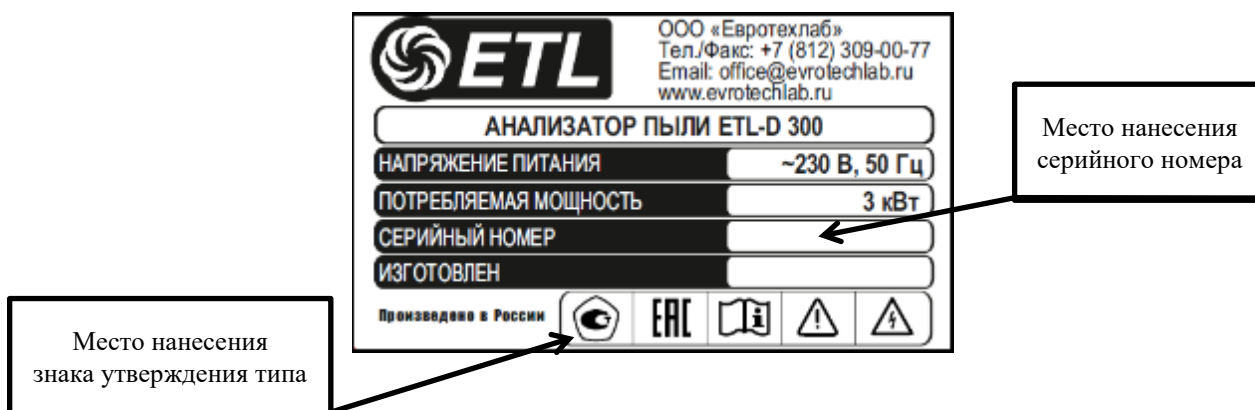 ETL
ООО «Евротехлаб»
Тел./Факс: +7 (812) 309-00-77
Email: office@evrotechlab.ru
www.evrotechlab.ru
АНАЛИЗАТОР ПЫЛИ ETL-D 300
НАПРЯЖЕНИЕ ПИТАНИЯ ~230 В, 50 Гц
ПОТРЕБЛЯЕМАЯ МОЩНОСТЬ 3 кВт
СЕРИЙНЫЙ НОМЕР
ИЗГОТОВЛЕН
Произведено в России
EAC
Место нанесения
серийного номера
Место нанесения
знака утверждения типа